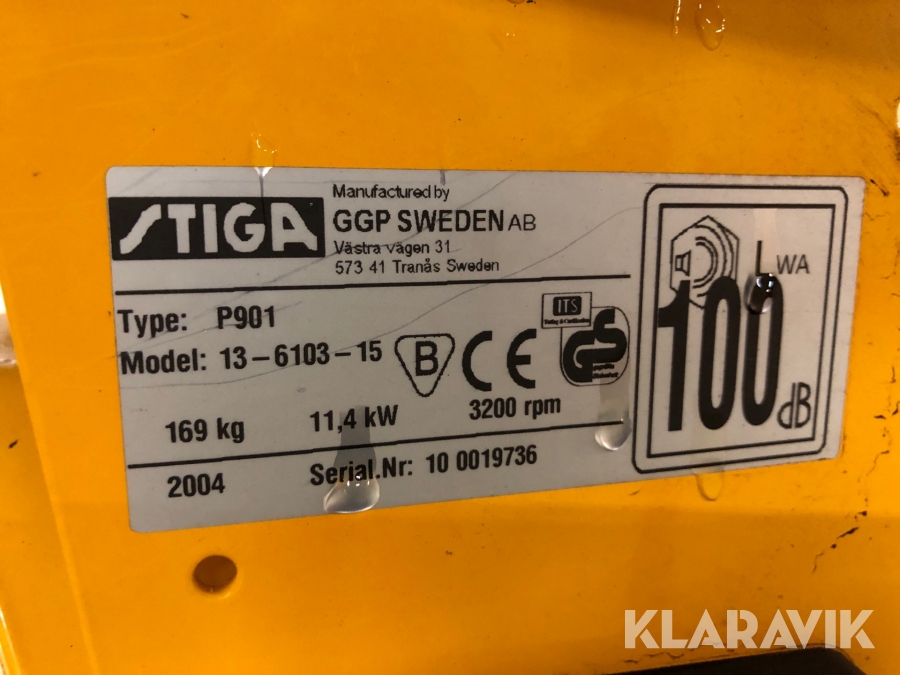 STIGA
Manufactured by
GGP SWEDEN AB
Västra vägen 31
573 41 Tranås Sweden
Type: P901
Model: 13-6103-15
B
CE
ITS
GS
169 kg
11,4 kW
3200 rpm
2004
Serial.Nr: 10 0019736
LWA
100
dB
KLARAVIK